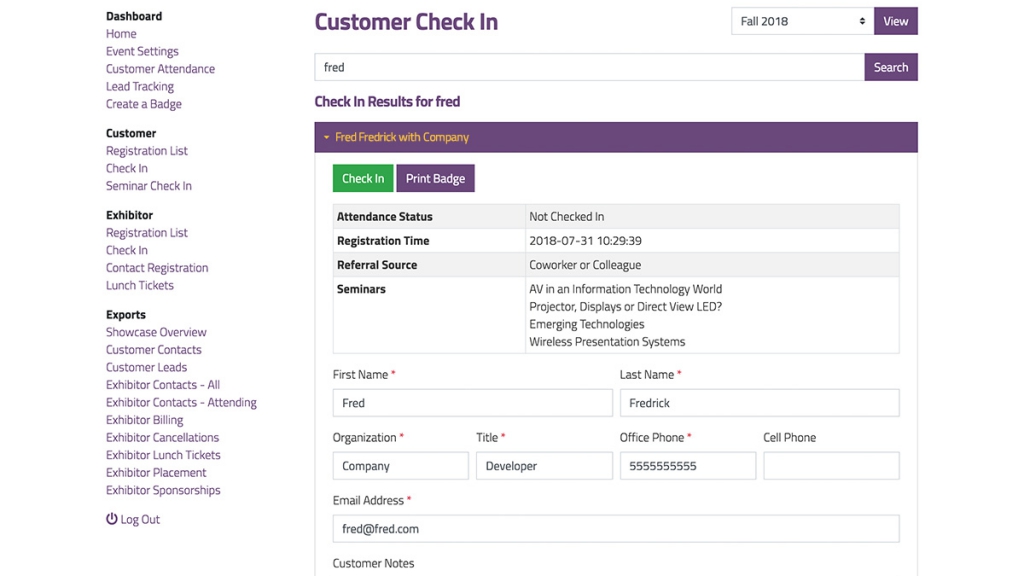 Dashboard
Home
Event Settings
Customer Attendance
Lead Tracking
Create a Badge
Customer
Registration List
Check In
Seminar Check In
Exhibitor
Registration List
Check In
Contact Registration
Lunch Tickets
Exports
Showcase Overview
Customer Contacts
Customer Leads
Exhibitor Contacts - All
Exhibitor Contacts - Attending
Exhibitor Billing
Exhibitor Cancellations
Exhibitor Lunch Tickets
Exhibitor Placement
Exhibitor Sponsorships
Log Out
Customer Check In
Fall 2018 View
fred Search
Check In Results for fred
Fred Fredrick with Company
Check In Print Badge
Attendance Status Not Checked In
Registration Time 2018-07-31 10:29:39
Referral Source Coworker or Colleague
Seminars AV in an Information Technology World
Projector, Displays or Direct View LED?
Emerging Technologies
Wireless Presentation Systems
First Name * Last Name *
Fred Fredrick
Organization * Title * Office Phone * Cell Phone
Company Developer 5555555555
Email Address *
fred@fred.com
Customer Notes